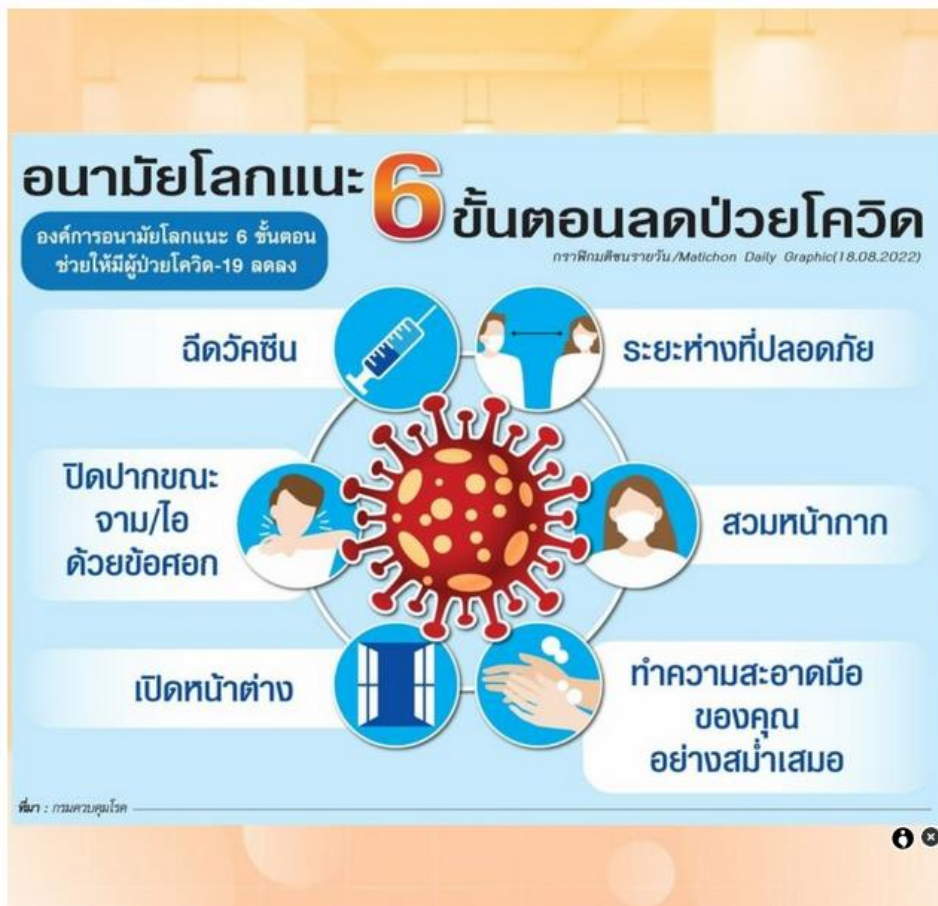 อนามัยโลกแนะ 6 ขั้นตอนลดป่วยโควิด
องค์การอนามัยโลกแนะ 6 ขั้นตอน
ช่วยให้มีผู้ป่วยโควิด-19 ลดลง
กราฟิกมติชนรายวัน/Matichon Daily Graphic(18.08.2022)
ฉีดวัคซีน
ระยะห่างที่ปลอดภัย
ปิดปากขณะ
จาม/ไอ
ด้วยข้อศอก
สวมหน้ากาก
เปิดหน้าต่าง
ทำความสะอาดมือ
ของคุณ
อย่างสม่ำเสมอ
ที่มา : กรมควบคุมโรค